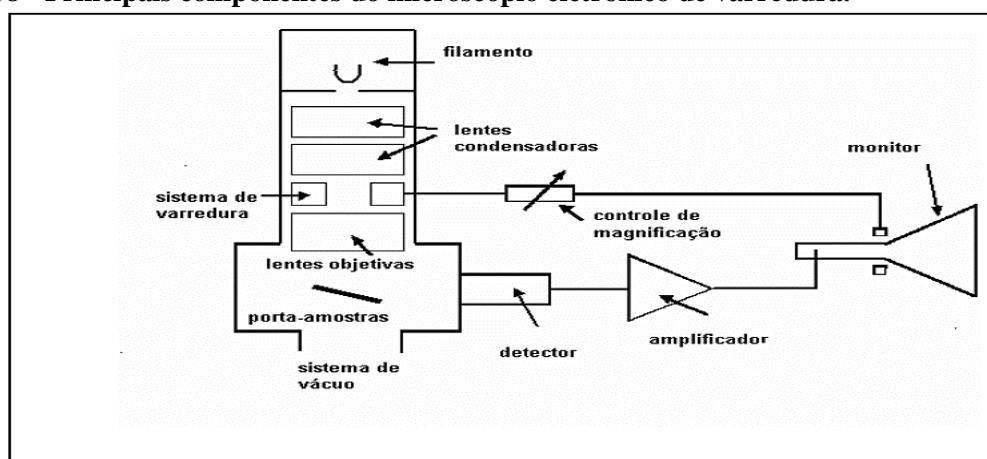 Principais componentes do microscópio eletrônico de varredura.
filamento
lentes
condensadoras
monitor
sistema de
varredura
controle de
magnificação
lentes objetivas
porta-amostras
amplificador
detector
sistema de
vácuo